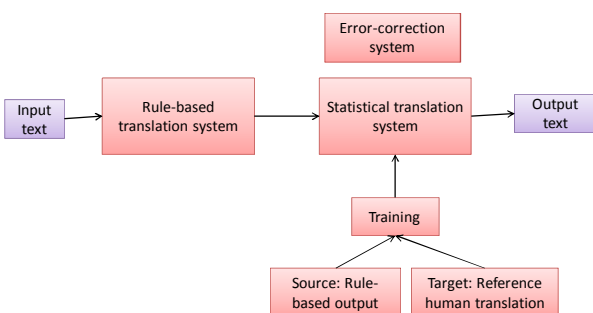 Error-correction
system
Input
text
Rule-based
translation system
Statistical translation
system
Output
text
Training
Source: Rule-
based output
Target: Reference
human translation